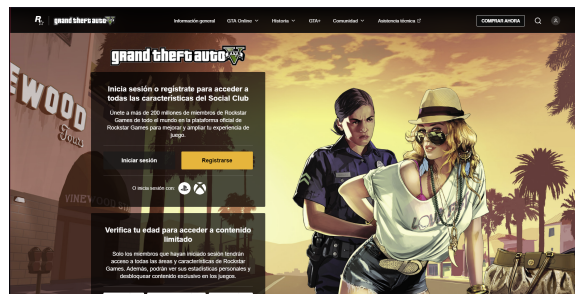 R
grand theft auto V
Información general
GTA Online
Historia
GTA+
Comunidad
Asistencia técnica
COMPRAR AHORA
grand theft auto V
Inicia sesión o regístrate para acceder a
todas las características del Social Club
Únete a más de 200 millones de miembros de Rockstar
Games de todo el mundo en la plataforma oficial de
Rockstar Games para mejorar y ampliar tu experiencia de
juego.
Iniciar sesión
Registrarse
O inicia sesión con
Verifica tu edad para acceder a contenido
limitado
Solo los miembros que hayan iniciado sesión tendrán
acceso a todas las áreas y características de Rockstar
Games. Además, podrán ver sus estadísticas personales y
desbloquear contenido exclusivo en los juegos.
EWOOD
Tours
VINEWOOD